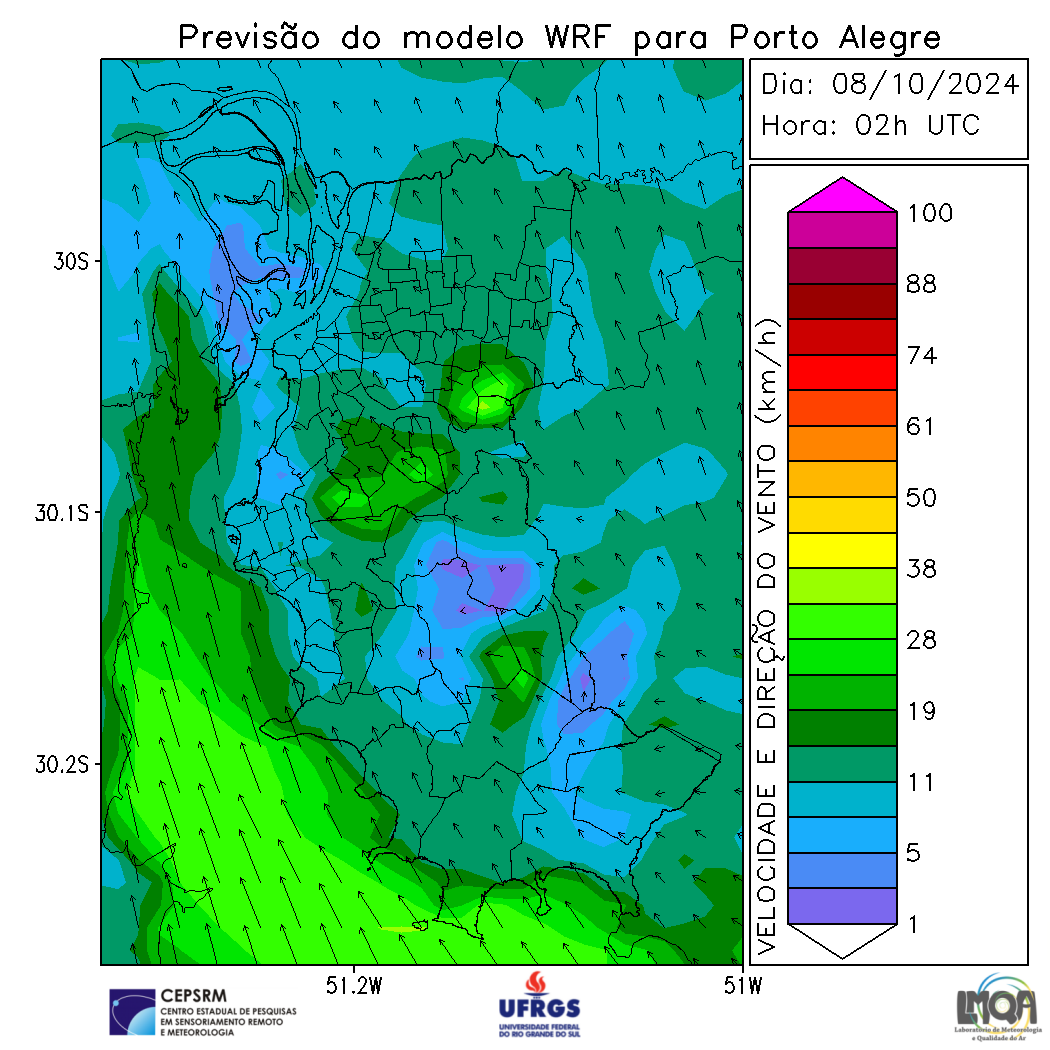 Previsão do modelo WRF para Porto Alegre
Dia: 08/10/2024
Hora: 02h UTC
30S
30.1S
30.2S
51.2W
51W
VELOCIDADE E DIREÇÃO DO VENTO (km/h)
100
88
74
61
50
38
28
19
11
5
1
CEPSRM
CENTRO ESTADUAL DE PESQUISAS
EM SENSORIAMENTO REMOTO
E METEOROLOGIA
UFRGS
UNIVERSIDADE FEDERAL
DO RIO GRANDE DO SUL
LMQA
Laboratório de Meteorologia
e Qualidade do Ar